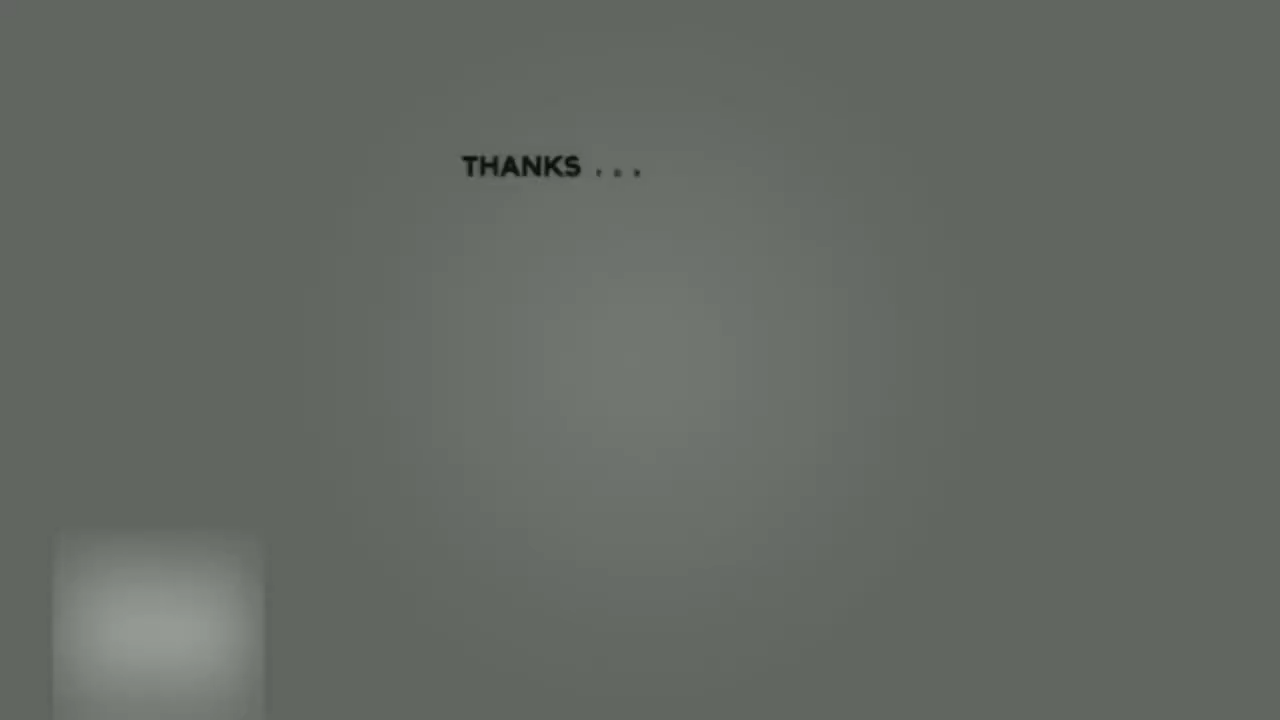 THANKS . . .